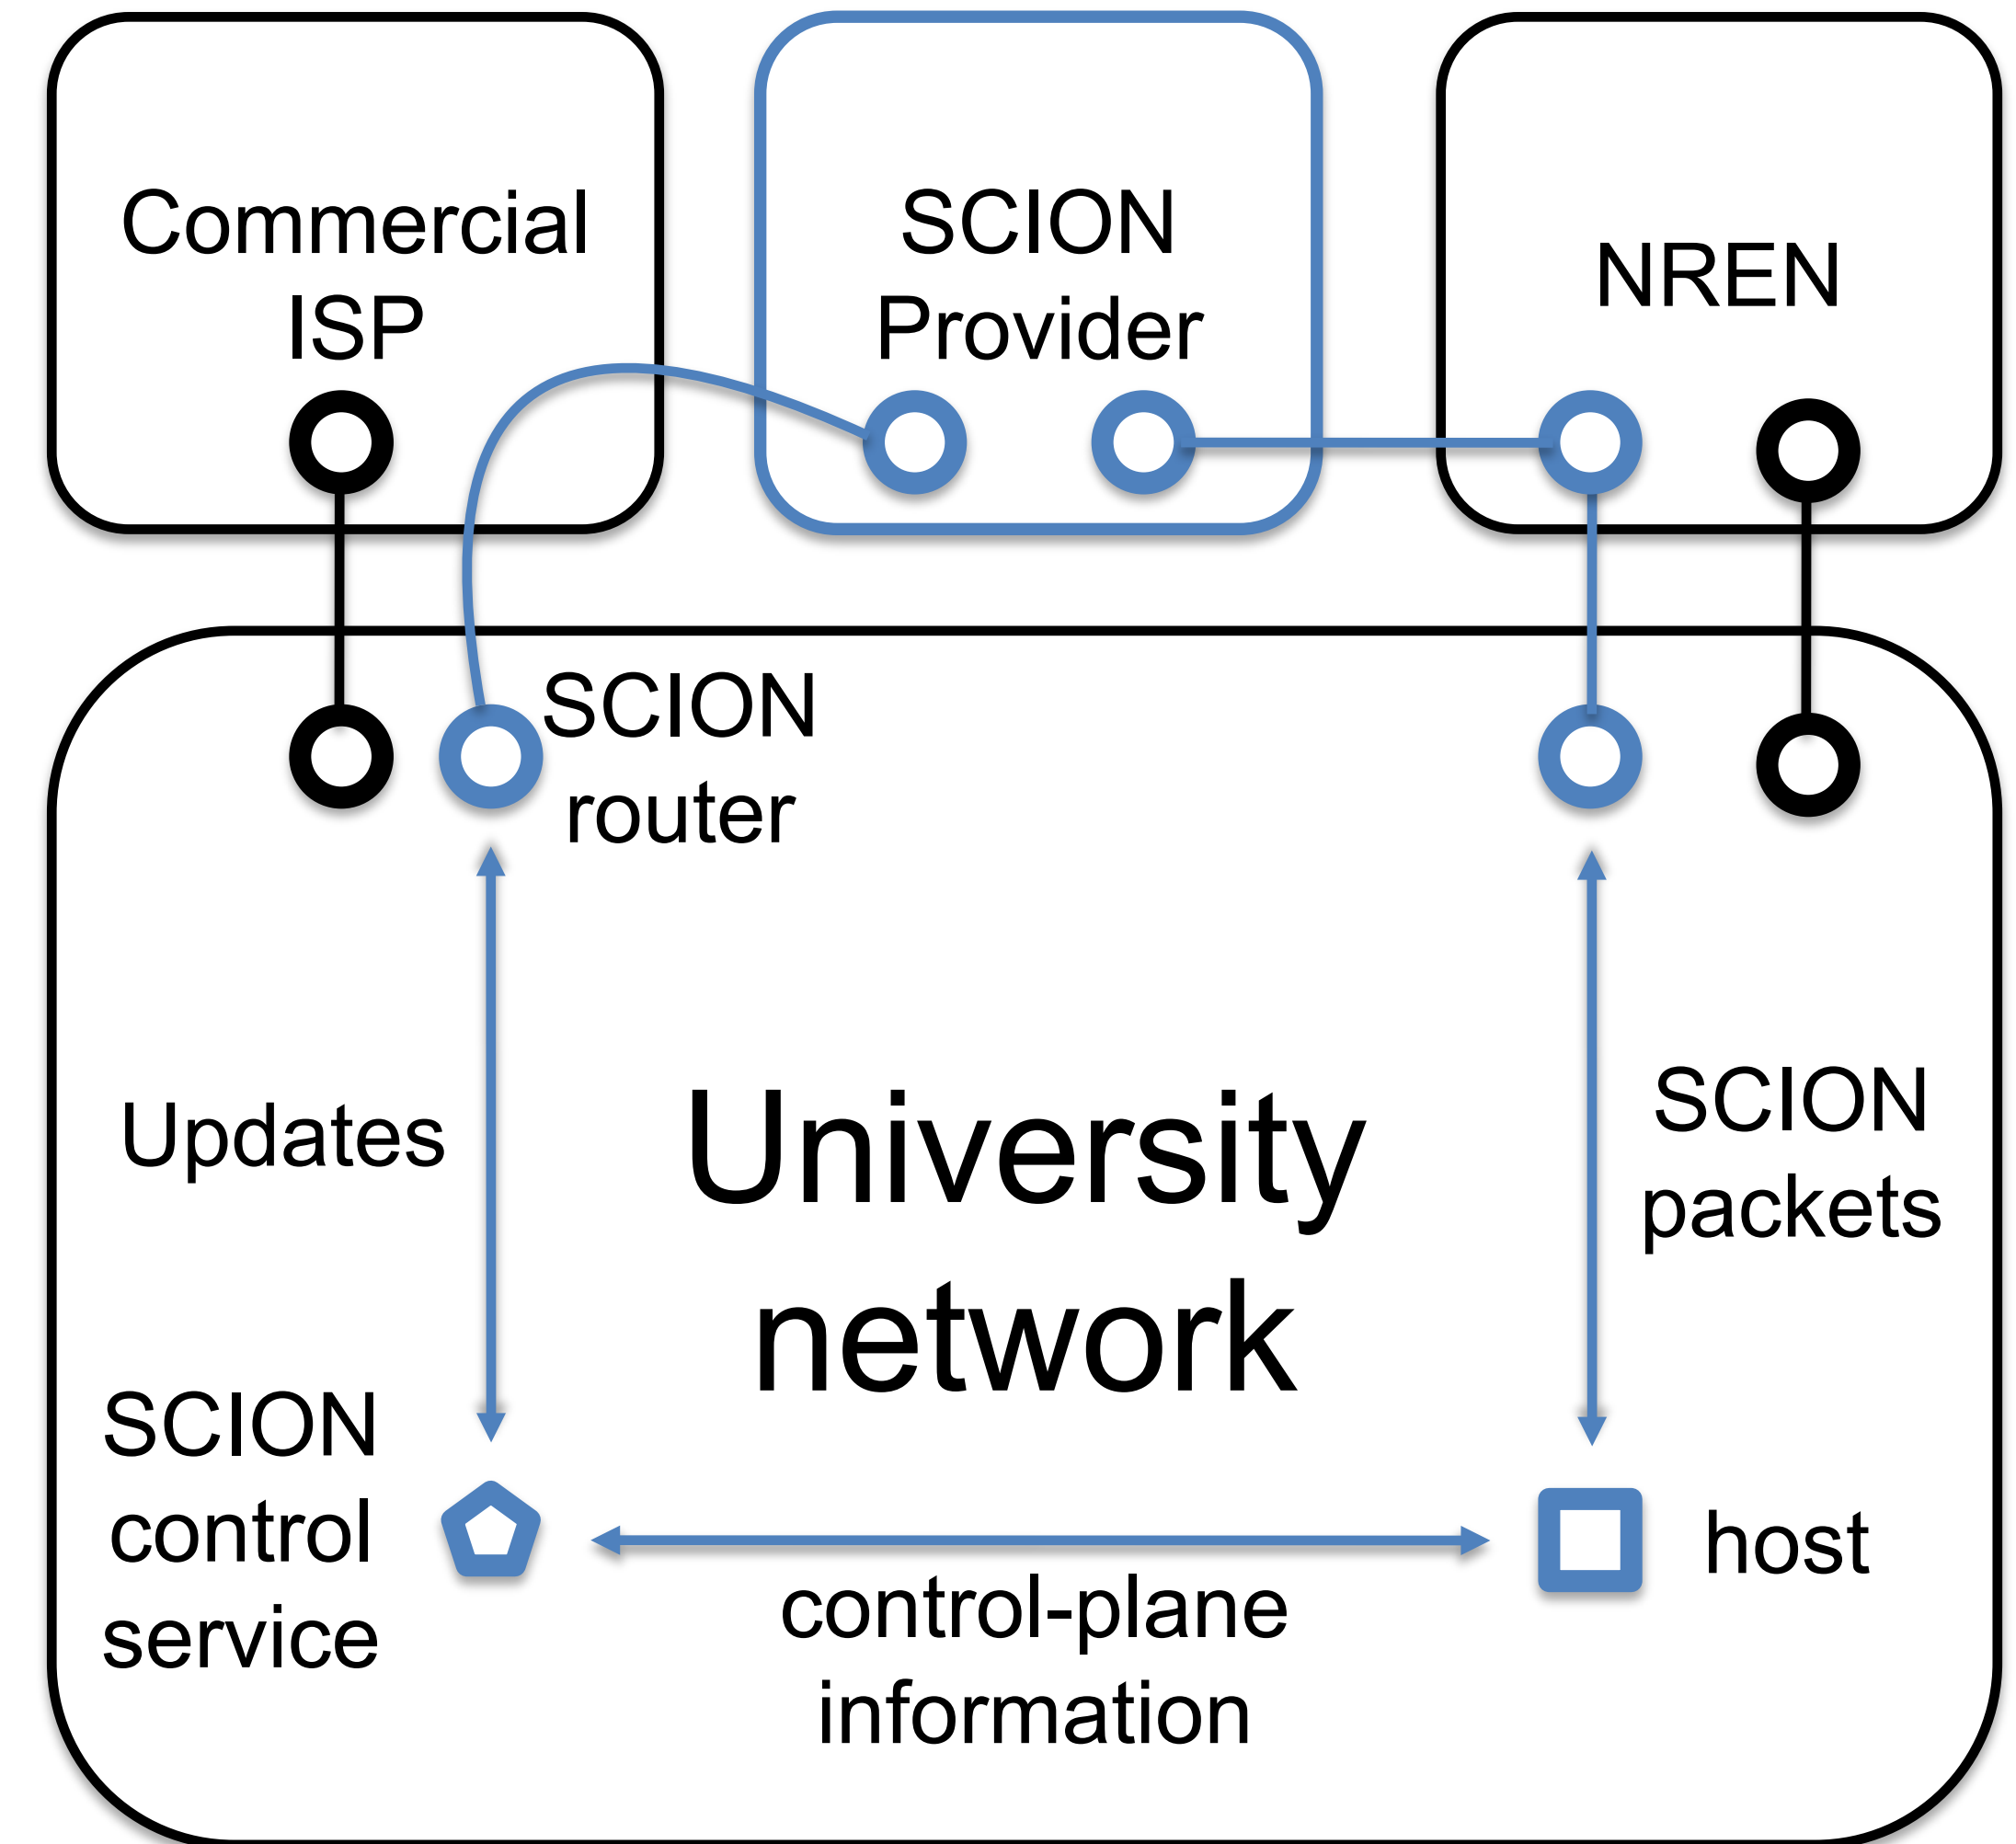 Commercial
ISP
SCION
Provider
NREN
SCION
router
Updates
University
network
SCION
packets
SCION
control
service
control-plane
information
host